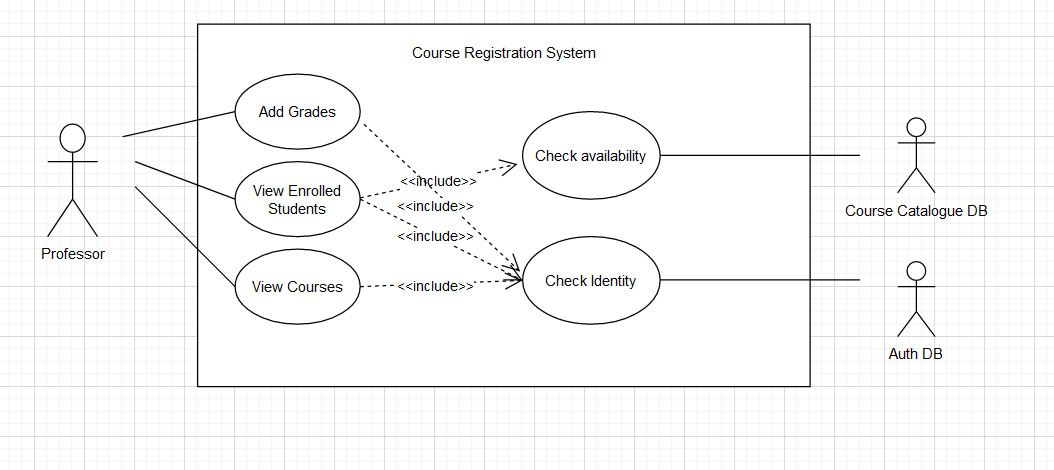 Course Registration System
Add Grades
Check availability
<<include>>
View Enrolled
Students
<<include>>
Course Catalogue DB
<<include>>
Professor
View Courses
<<include>>
Check Identity
Auth DB